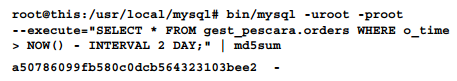 root@this:/usr/local/mysql# bin/mysql -uroot -proot
--execute="SELECT * FROM gest_pescara.orders WHERE o_time
> NOW() - INTERVAL 2 DAY;" | md5sum
a50786099fb580c0dcb564323103bee2  -